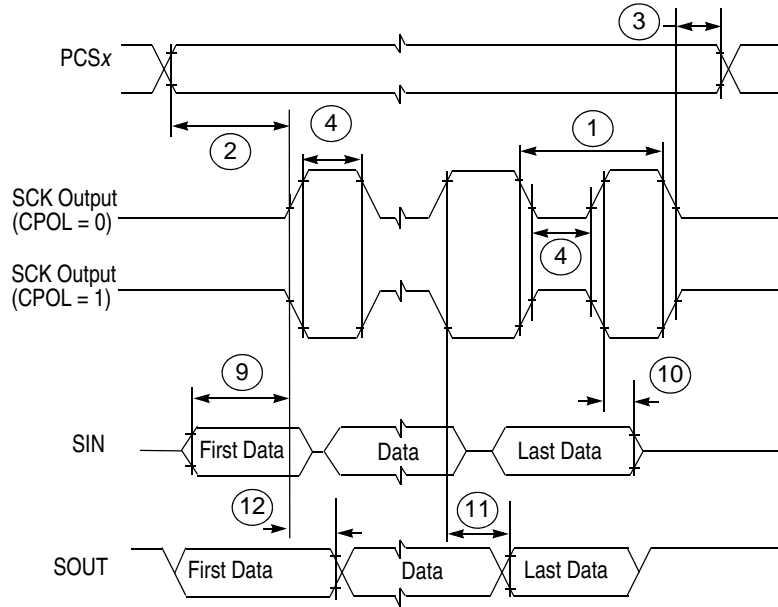 3
PCSx
2
4
1
SCK Output
(CPOL = 0)
4
SCK Output
(CPOL = 1)
9
10
SIN
First Data
Data
Last Data
12
11
SOUT
First Data
Data
Last Data